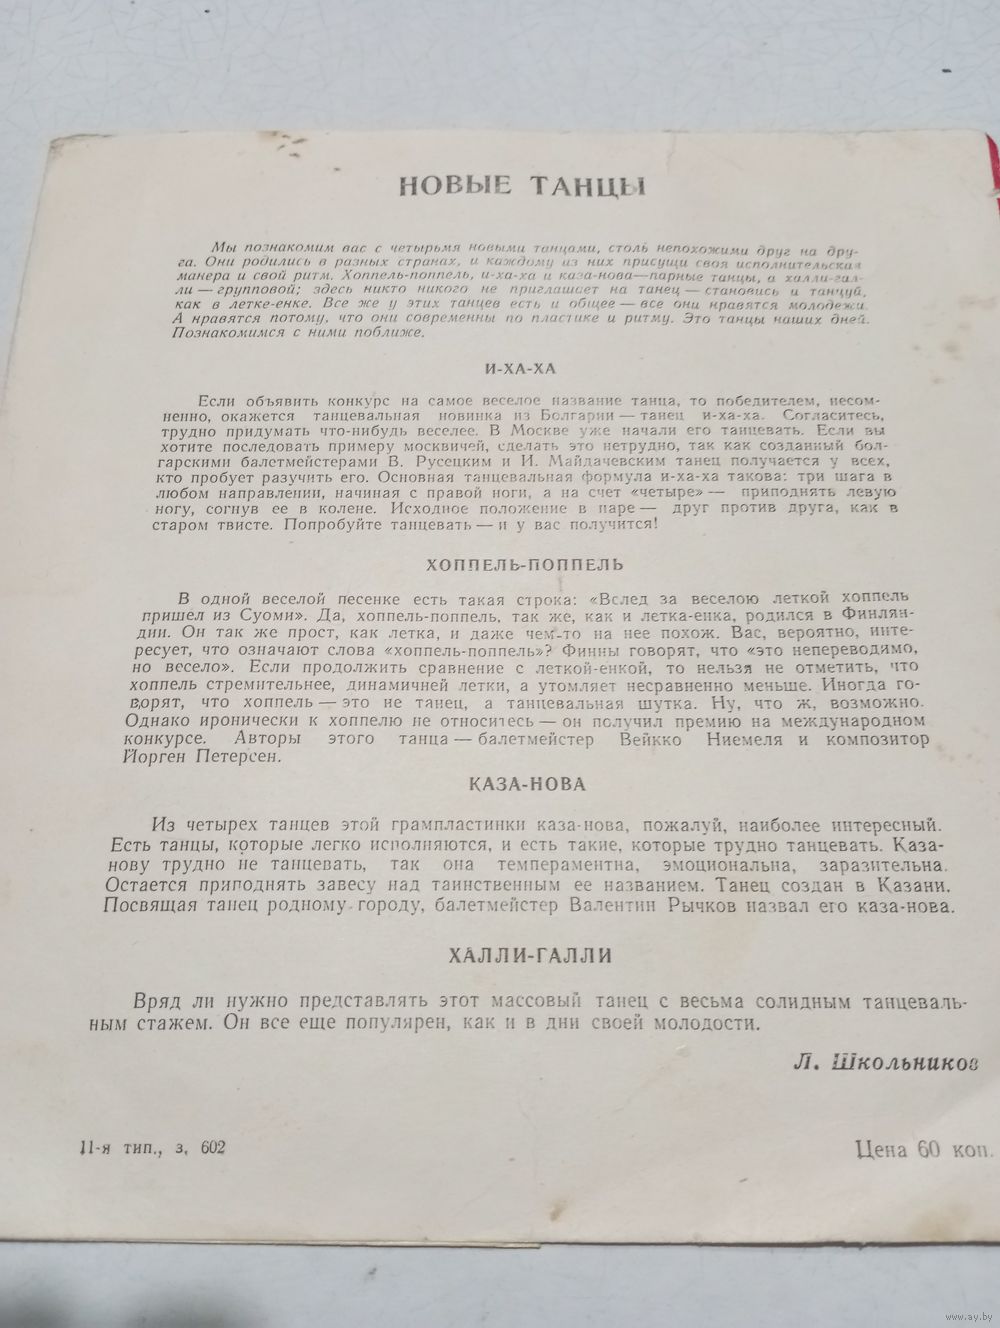 НОВЫЕ ТАНЦЫ
Мы познакомим вас с четырьмя новыми танцами, столь непохожими друг на дру-
га. Они родились в разных странах, и каждому из них присущи своя исполнительская
манера и свой ритм. Хоппель-поппель, и-ха-ха и каза-нова—парные танцы, а халли-гал-
ли — групповой; здесь никто никого не приглашает на танец — становись и танцуй,
как в летке-енке. Все же у этих танцев есть и общее — все они нравятся молодежи.
А нравятся потому, что они современны по пластике и ритму. Это танцы наших дней.
Познакомимся с ними поближе.
И-ХА-ХА
Если объявить конкурс на самое веселое название танца, то победителем, несом-
ненно, окажется танцевальная новинка из Болгарии — танец и-ха-ха. Согласитесь,
трудно придумать что-нибудь веселее. В Москве уже начали его танцевать. Если вы
хотите последовать примеру москвичей, сделать это нетрудно, так как созданный бол-
гарскими балетмейстерами В. Русецким и И. Майдачевским танец получается у всех,
кто пробует разучить его. Основная танцевальная формула и-ха-ха такова: три шага в
любом направлении, начиная с правой ноги, а на счет «четыре» — приподнять левую
ногу, согнув ее в колене. Исходное положение в паре — друг против друга, как в
старом твисте. Попробуйте танцевать — и у вас получится!
ХОППЕЛЬ-ПОППЕЛЬ
В одной веселой песенке есть такая строка: «Вслед за веселою леткой хоппель
пришел из Суоми». Да, хоппель-поппель, так же, как и летка-енка, родился в Финлян-
дии. Он так же прост, как летка, и даже чем-то на нее похож. Вас, вероятно, инте-
ресует, что означают слова «хоппель-поппель»? Финны говорят, что «это непереводимо,
но весело». Если продолжить сравнение с леткой-енкой, то нельзя не отметить, что
хоппель стремительнее, динамичней летки, а утомляет несравненно меньше. Иногда го-
ворят, что хоппель — это не танец, а танцевальная шутка. Ну, что ж, возможно.
Однако иронически к хоппелю не относитесь — он получил премию на международном
конкурсе. Авторы этого танца — балетмейстер Вейкко Ниемеля и композитор
Йорген Петерсен.
КАЗА-НОВА
Из четырех танцев этой грампластинки каза-нова, пожалуй, наиболее интересный.
Есть танцы, которые легко исполняются, и есть такие, которые трудно танцевать. Каза-
нову трудно не танцевать, так она темпераментна, эмоциональна, заразительна.
Остается приподнять завесу над таинственным ее названием. Танец создан в Казани.
Посвящая танец родному городу, балетмейстер Валентин Рычков назвал его каза-нова.
ХАЛЛИ-ГАЛЛИ
Вряд ли нужно представлять этот массовый танец с весьма солидным танцеваль-
ным стажем. Он все еще популярен, как и в дни своей молодости.
Л. Школьников
11-я тип., з. 602
Цена 60 коп.
www.ay.by